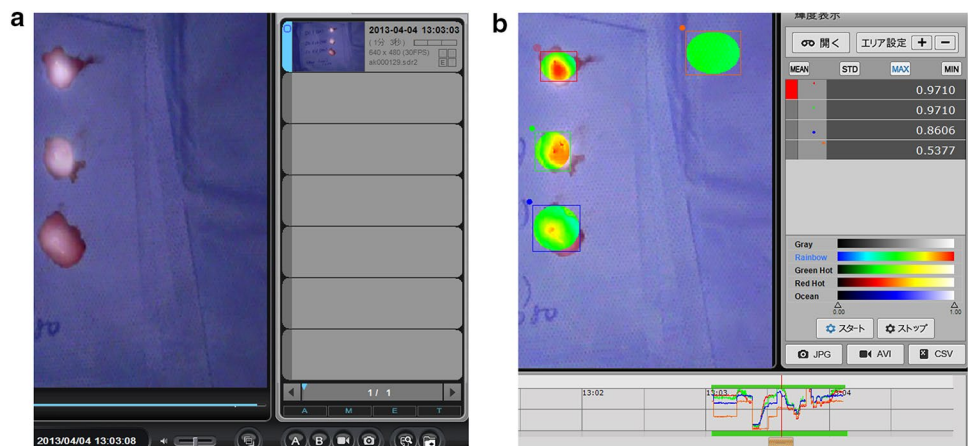 a
2013-04-04 13:03:03
(1分 3秒)
640 x 480 (30FPS)
E
1/ 1
A M E T
2013/04/04 13:03:08
A B
b
輝度表示
開く エリア設定 + −
MEAN STD MAX MIN
0.9710
0.9710
0.8606
0.5377
Gray
Rainbow
Green Hot
Red Hot
Ocean
0.00 1.00
スタート ストップ
JPG AVI CSV
13:02 13:03 13:04